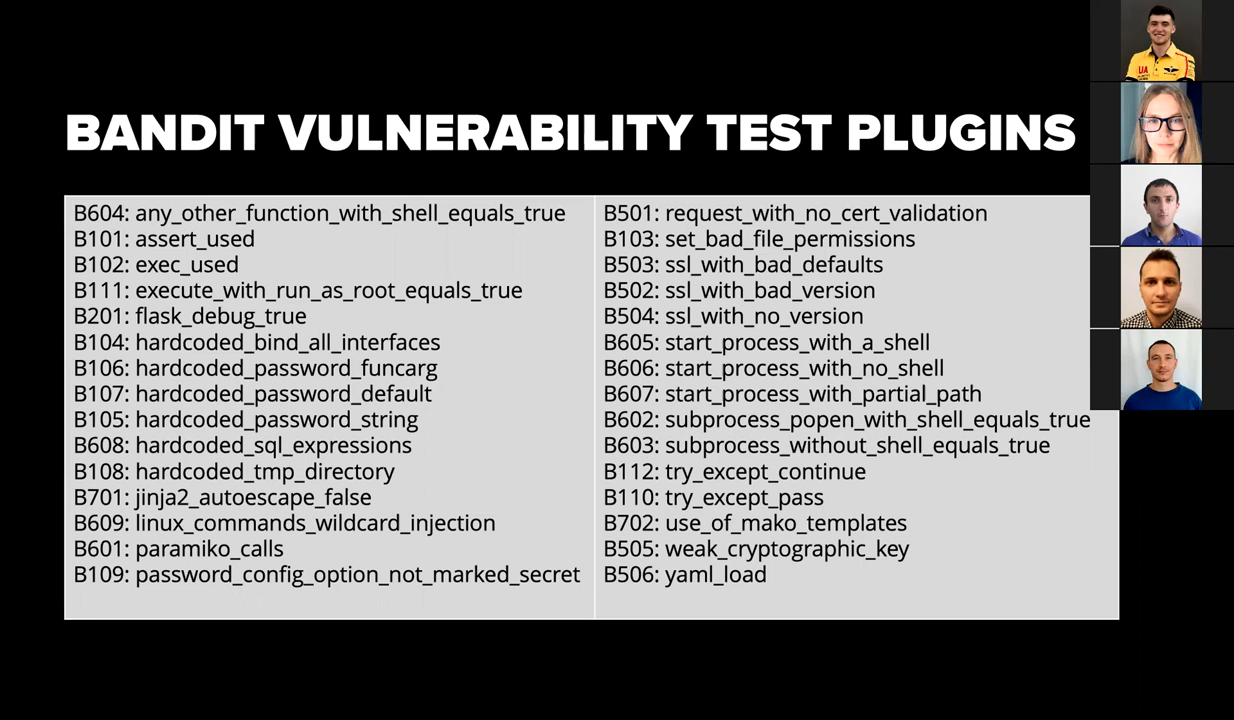 BANDIT VULNERABILITY TEST PLUGINS
B604: any_other_function_with_shell_equals_true
B101: assert_used
B102: exec_used
B111: execute_with_run_as_root_equals_true
B201: flask_debug_true
B104: hardcoded_bind_all_interfaces
B106: hardcoded_password_funcarg
B107: hardcoded_password_default
B105: hardcoded_password_string
B608: hardcoded_sql_expressions
B108: hardcoded_tmp_directory
B701: jinja2_autoescape_false
B609: linux_commands_wildcard_injection
B601: paramiko_calls
B109: password_config_option_not_marked_secret
B501: request_with_no_cert_validation
B103: set_bad_file_permissions
B503: ssl_with_bad_defaults
B502: ssl_with_bad_version
B504: ssl_with_no_version
B605: start_process_with_a_shell
B606: start_process_with_no_shell
B607: start_process_with_partial_path
B602: subprocess_popen_with_shell_equals_true
B603: subprocess_without_shell_equals_true
B112: try_except_continue
B110: try_except_pass
B702: use_of_mako_templates
B505: weak_cryptographic_key
B506: yaml_load
UA